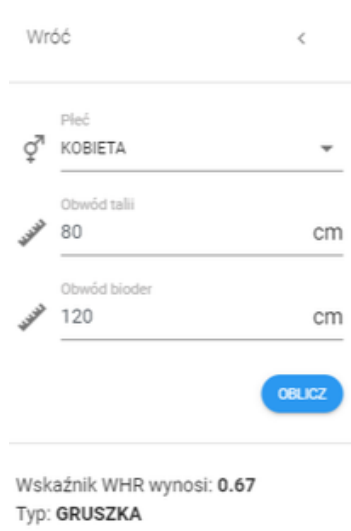 Wróć <
Płeć
KOBIETA
Obwód talii
80 cm
Obwód bioder
120 cm
OBLICZ
Wskaźnik WHR wynosi: 0.67
Typ: GRUSZKA